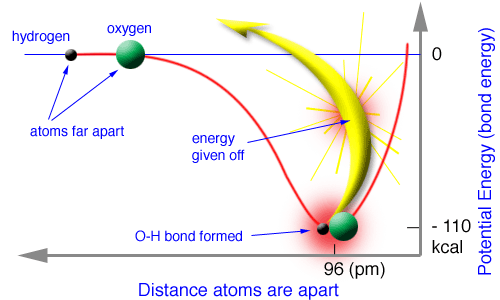 oxygen
hydrogen
0
atoms far apart
energy
given off
O-H bond formed
- 110
kcal
96 (pm)
Distance atoms are apart
Potential Energy (bond energy)